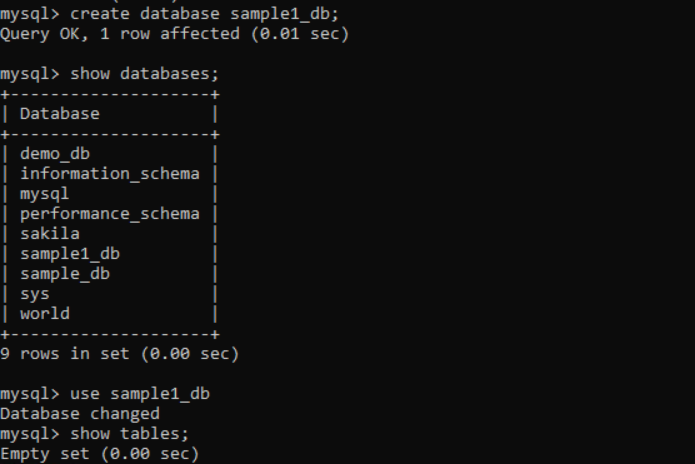 mysql> create database sample1_db;
Query OK, 1 row affected (0.01 sec)
mysql> show databases;
+--------------------+
| Database           |
+--------------------+
| demo_db            |
| information_schema |
| mysql              |
| performance_schema |
| sakila             |
| sample1_db         |
| sample_db          |
| sys                |
| world              |
+--------------------+
9 rows in set (0.00 sec)
mysql> use sample1_db
Database changed
mysql> show tables;
Empty set (0.00 sec)